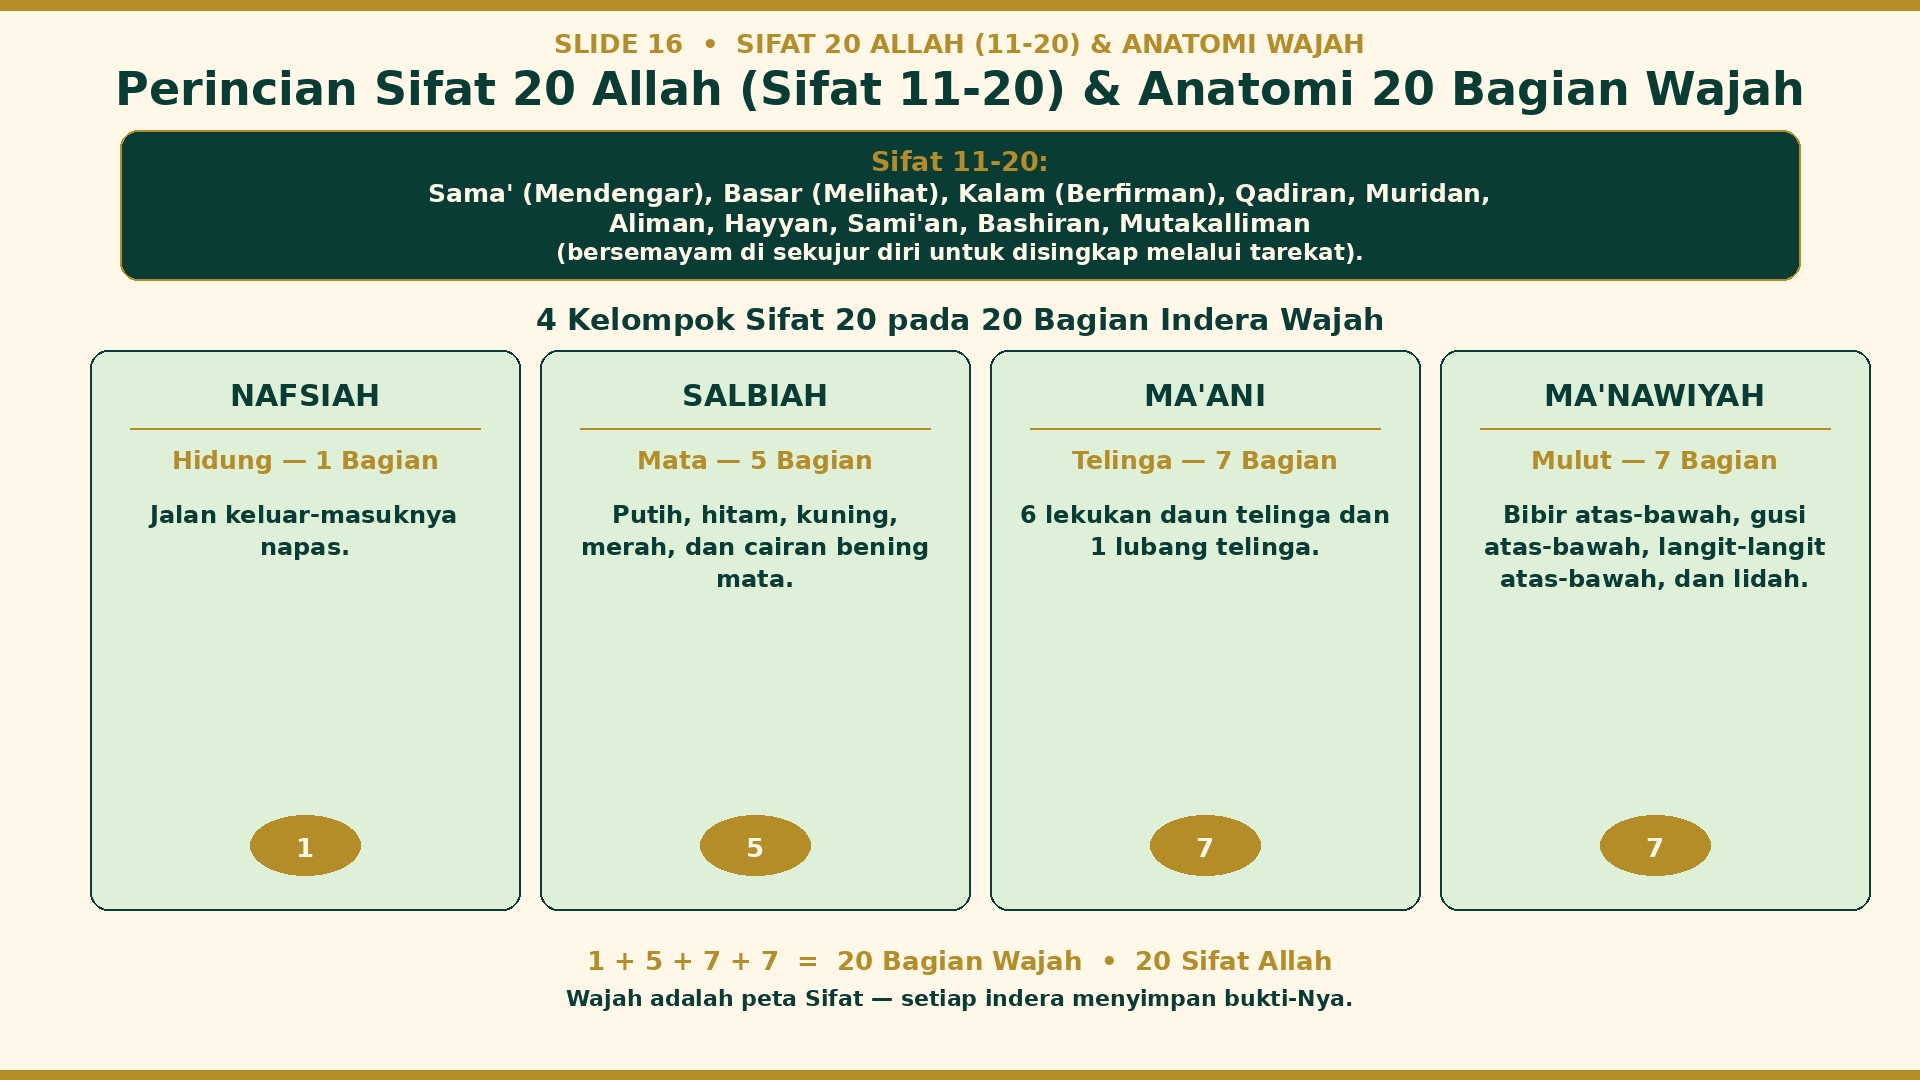 SLIDE 16 • SIFAT 20 ALLAH (11-20) & ANATOMI WAJAH
Perincian Sifat 20 Allah (Sifat 11-20) & Anatomi 20 Bagian Wajah
Sifat 11-20:
Sama' (Mendengar), Basar (Melihat), Kalam (Berfirman), Qadiran, Muridan,
Aliman, Hayyan, Sami'an, Bashiran, Mutakalliman
(bersemayam di sekujur diri untuk disingkap melalui tarekat).
4 Kelompok Sifat 20 pada 20 Bagian Indera Wajah
NAFSIAH
Hidung — 1 Bagian
Jalan keluar-masuknya
napas.
1
SALBIAH
Mata — 5 Bagian
Putih, hitam, kuning,
merah, dan cairan bening
mata.
5
MA'ANI
Telinga — 7 Bagian
6 lekukan daun telinga dan
1 lubang telinga.
7
MA'NAWIYAH
Mulut — 7 Bagian
Bibir atas-bawah, gusi
atas-bawah, langit-langit
atas-bawah, dan lidah.
7
1 + 5 + 7 + 7 = 20 Bagian Wajah • 20 Sifat Allah
Wajah adalah peta Sifat — setiap indera menyimpan bukti-Nya.